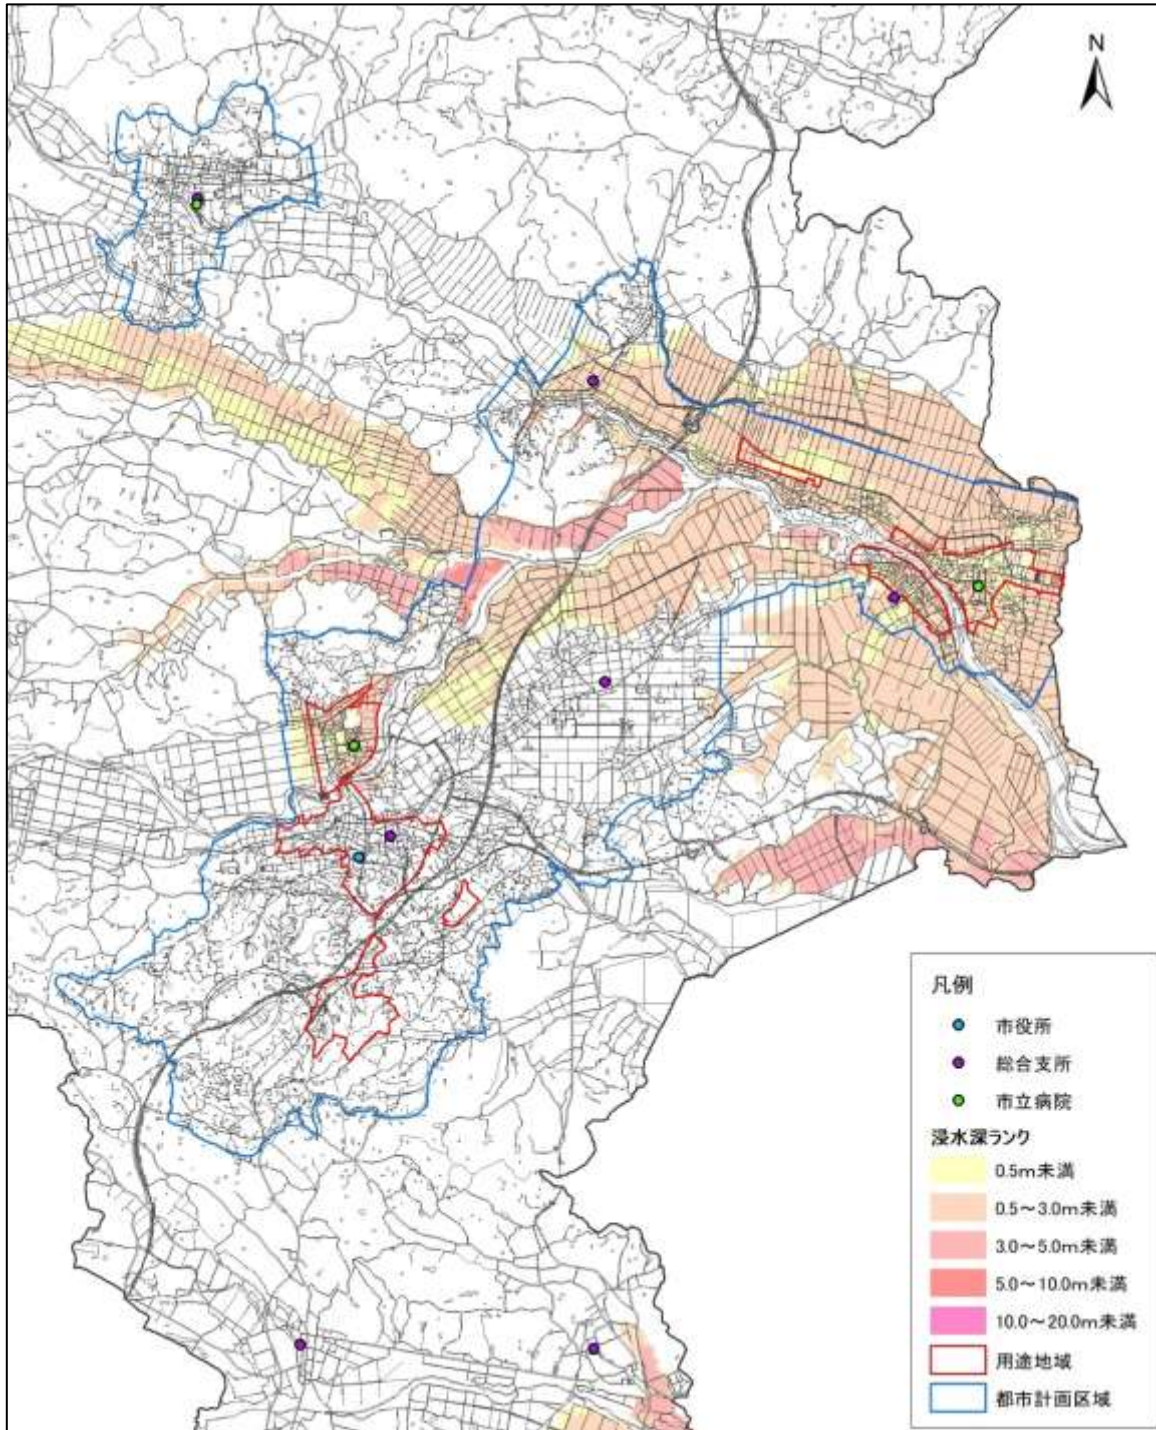 N
凡例
市役所
総合支所
市立病院
浸水深ランク
0.5m未満
0.5～3.0m未満
3.0～5.0m未満
5.0～10.0m未満
10.0～20.0m未満
用途地域
都市計画区域